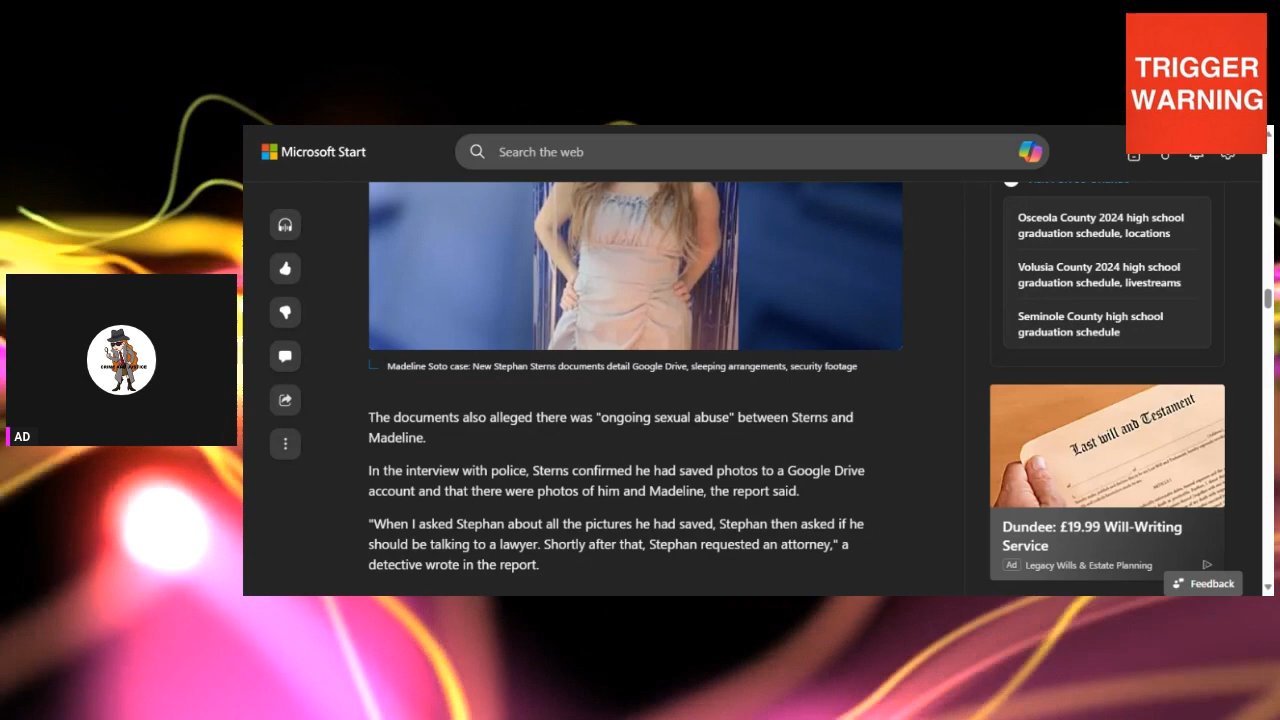 TRIGGER
WARNING
Microsoft Start
Search the web
Osceola County 2024 high school
graduation schedule, locations
Volusia County 2024 high school
graduation schedule, livestreams
Seminole County high school
graduation schedule
CRIME AND JUSTICE
AD
Madeline Soto case: New Stephan Sterns documents detail Google Drive, sleeping arrangements, security footage
The documents also alleged there was "ongoing sexual abuse" between Sterns and
Madeline.
In the interview with police, Sterns confirmed he had saved photos to a Google Drive
account and that there were photos of him and Madeline, the report said.
"When I asked Stephan about all the pictures he had saved, Stephan then asked if he
should be talking to a lawyer. Shortly after that, Stephan requested an attorney," a
detective wrote in the report.
Last will and Testament
Dundee: £19.99 Will-Writing
Service
Ad Legacy Wills & Estate Planning
Feedback